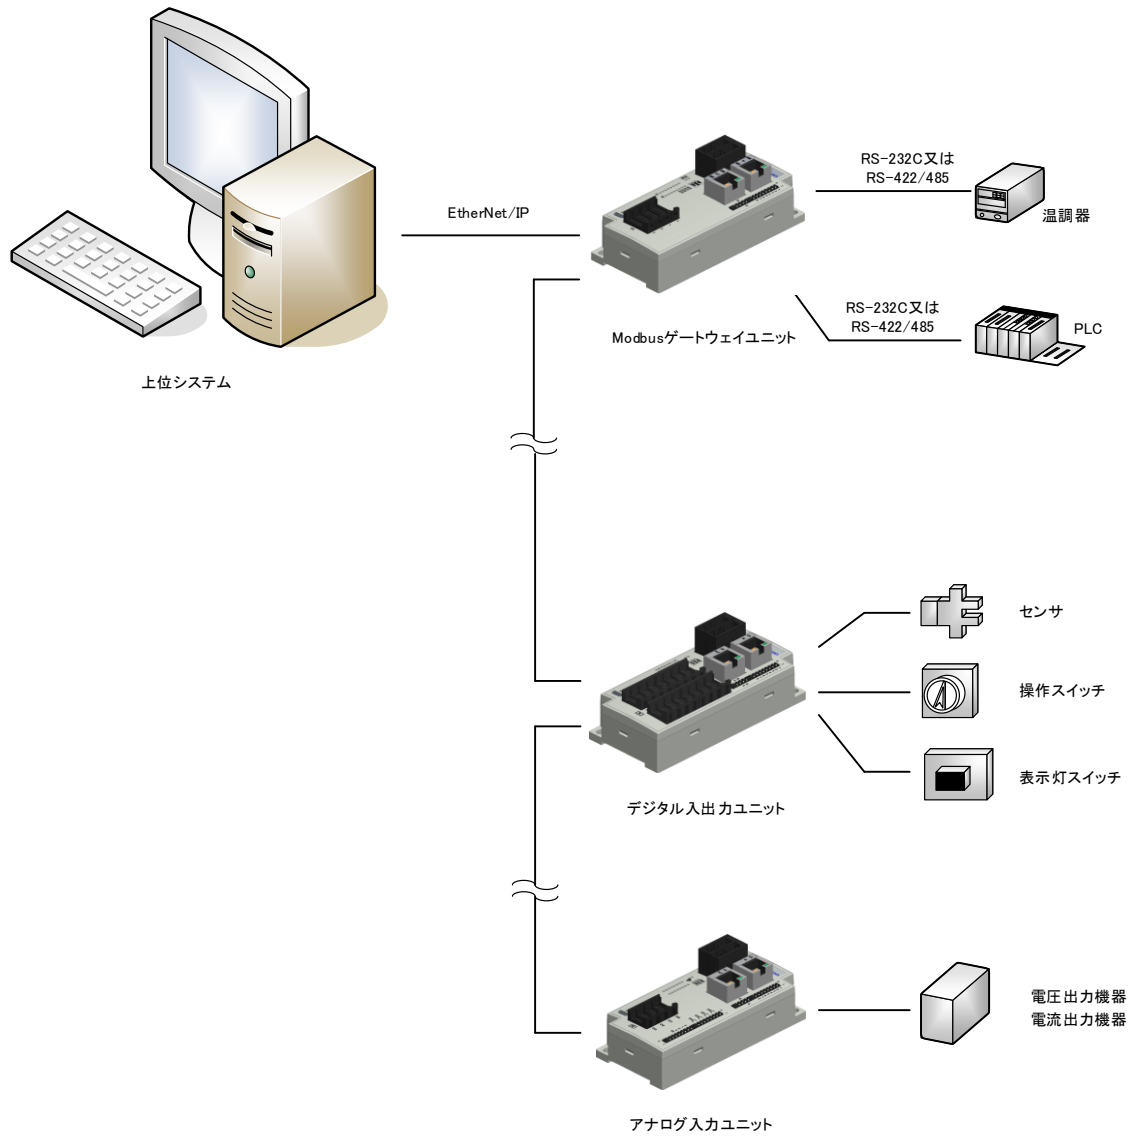 RS-232C又は
RS-422/485
温調器
EtherNet/IP
RS-232C又は
RS-422/485
PLC
Modbusゲートウェイユニット
上位システム
センサ
操作スイッチ
表示灯スイッチ
デジタル入出力ユニット
電圧出力機器
電流出力機器
アナログ入力ユニット